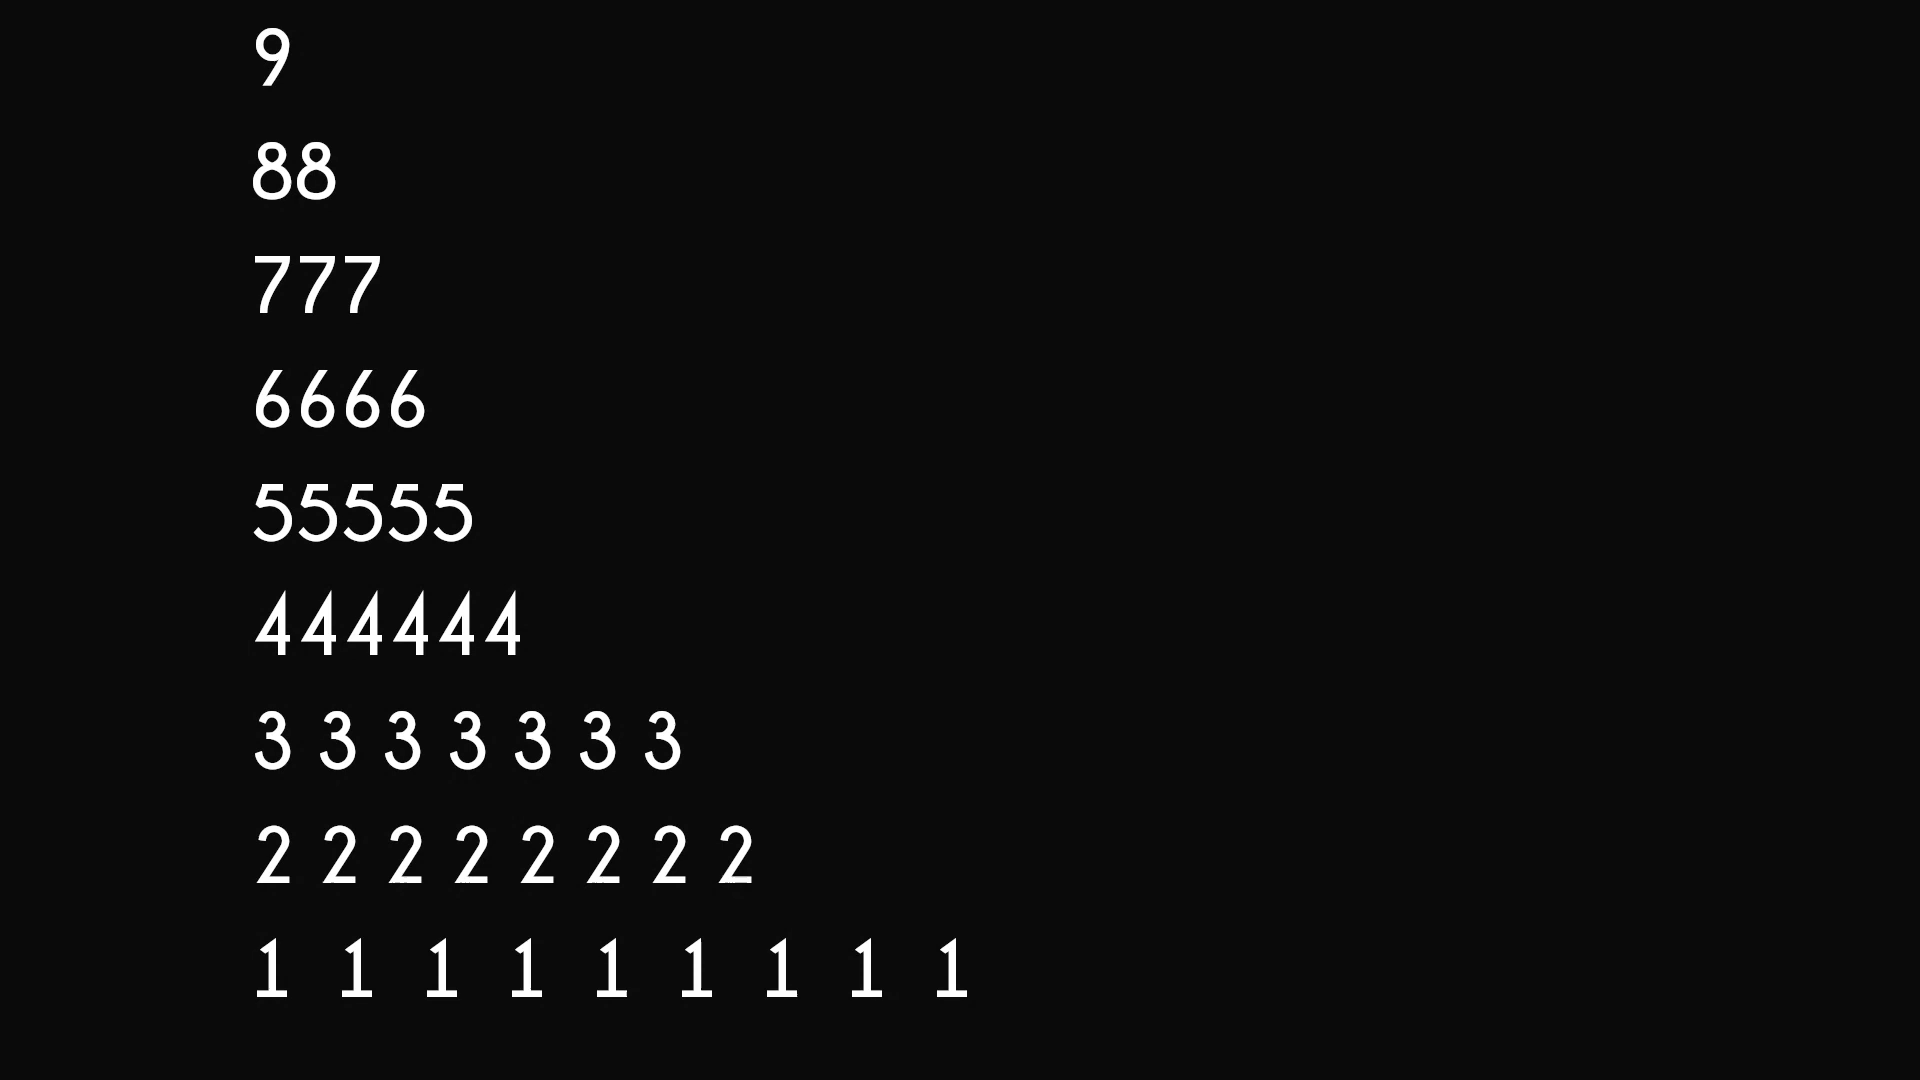 9
88
777
6666
55555
444444
3 3 3 3 3 3 3
2 2 2 2 2 2 2 2
1 1 1 1 1 1 1 1 1